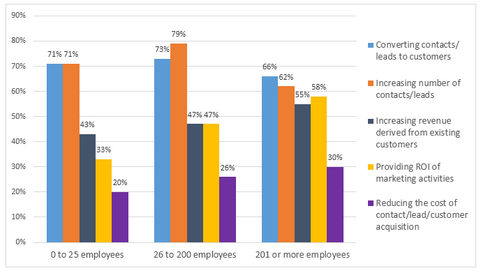 90%
80%
70%
60%
50%
40%
30%
20%
10%
0%
71%
71%
43%
33%
20%
73%
79%
47%
47%
26%
66%
62%
55%
58%
30%
0 to 25 employees
26 to 200 employees
201 or more employees
Converting contacts/
leads to customers
Increasing number of
contacts/leads
Increasing revenue
derived from existing
customers
Providing ROI of
marketing activities
Reducing the cost of
contact/lead/customer
acquisition